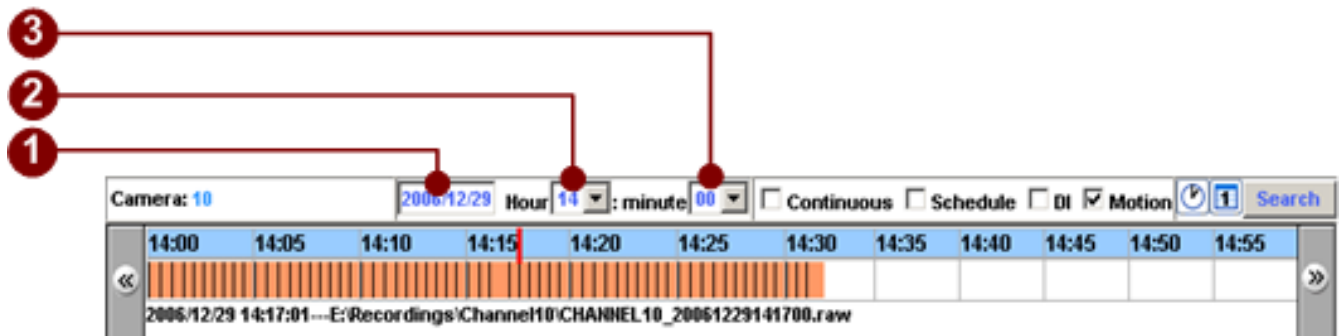 3
2
1
Camera: 10 2006/12/29 Hour 14 : minute 00 Continuous Schedule DI Motion 1 Search
14:00 14:05 14:10 14:15 14:20 14:25 14:30 14:35 14:40 14:45 14:50 14:55
« »
2006/12/29 14:17:01---E:\Recordings\Channel10\CHANNEL10_20061229141700.raw